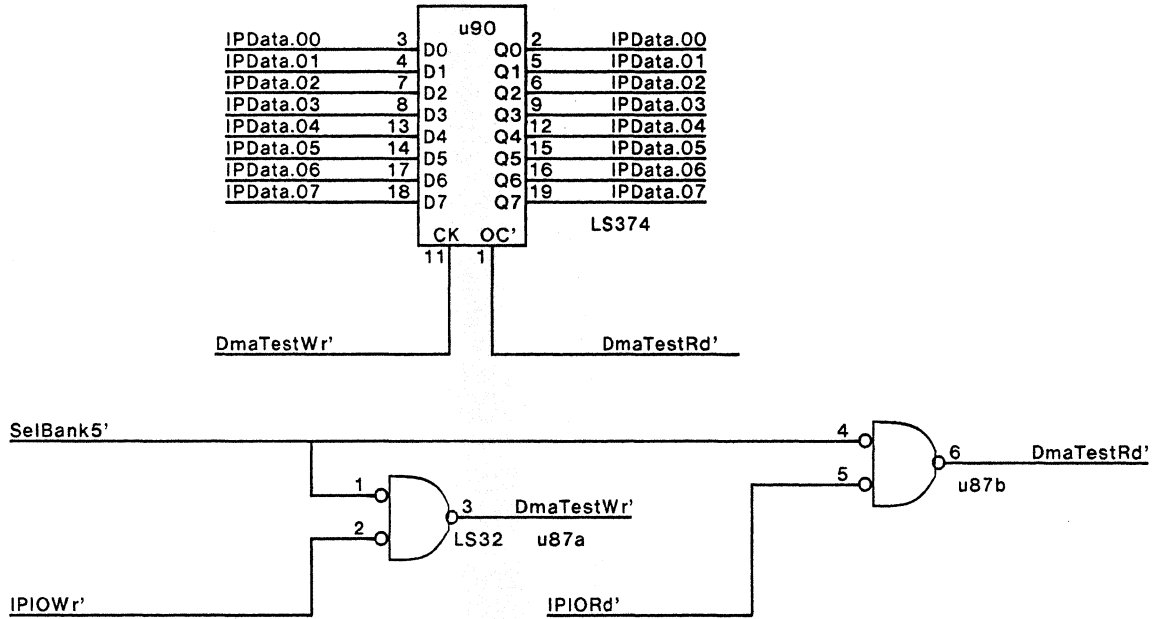 u90
IPData.00 3 D0 Q0 2 IPData.00
IPData.01 4 D1 Q1 5 IPData.01
IPData.02 7 D2 Q2 6 IPData.02
IPData.03 8 D3 Q3 9 IPData.03
IPData.04 13 D4 Q4 12 IPData.04
IPData.05 14 D5 Q5 15 IPData.05
IPData.06 17 D6 Q6 16 IPData.06
IPData.07 18 D7 Q7 19 IPData.07
LS374
CK OC'
11 1
DmaTestWr' DmaTestRd'
SelBank5' 4
6 DmaTestRd'
5 u87b
1
3 DmaTestWr'
2 LS32 u87a
IPIOWr' IPIORd'